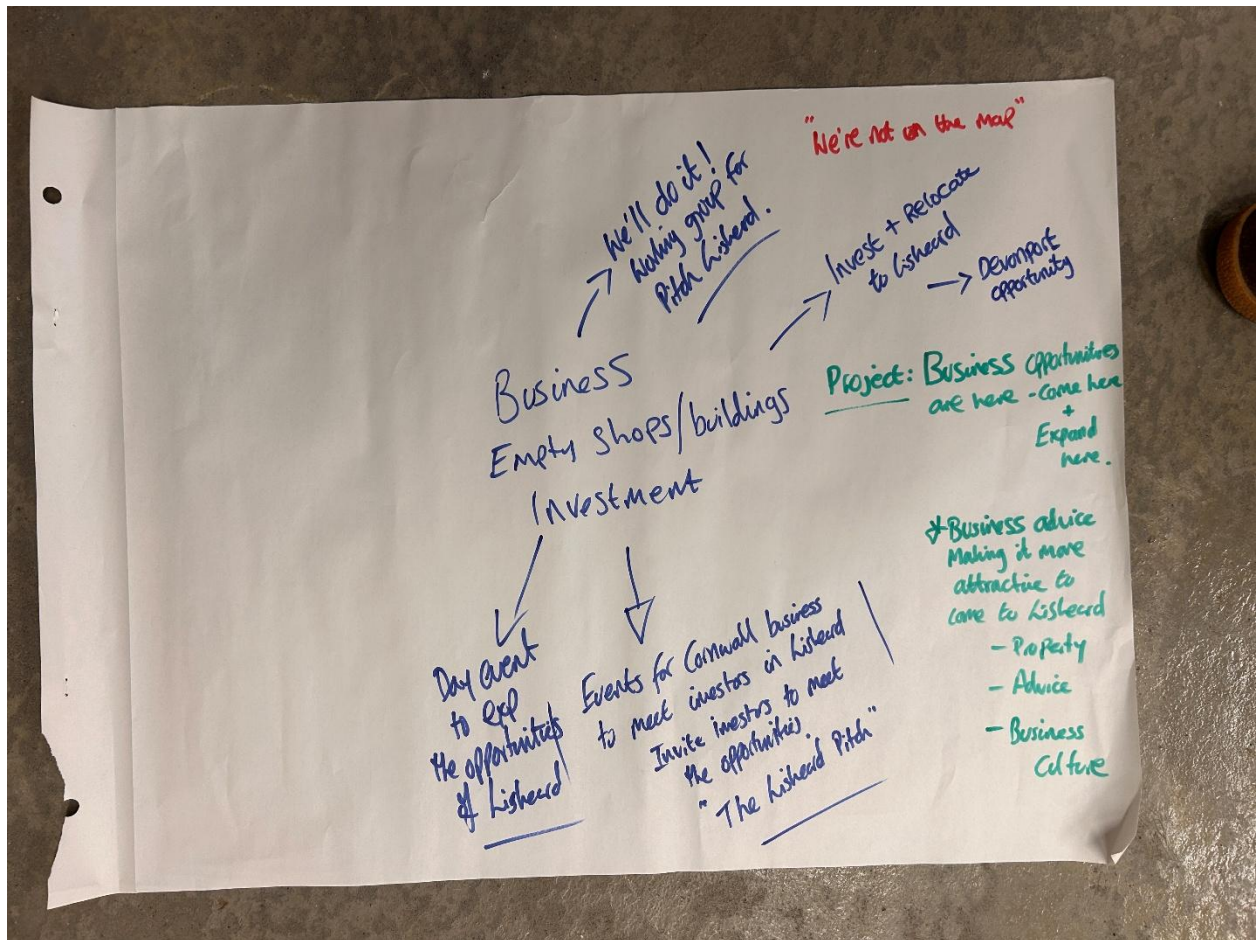 "We're not on the map"
We'll do it!
Working group for
Pitch Liskeard.
Invest + Relocate
to Liskeard
Devonport
opportunity
Business
Empty shops/buildings
Investment
Project: Business opportunities
are here - Come here
+
Expand
here.
Business advice
Making it more
attractive to
come to Liskeard
- Property
- Advice
- Business
Culture
Day event
to exp
the opportunities
of Liskeard
Events for Cornwall business
to meet investors in Liskeard
Invite investors to meet
the opportunities.
"The Liskeard Pitch"